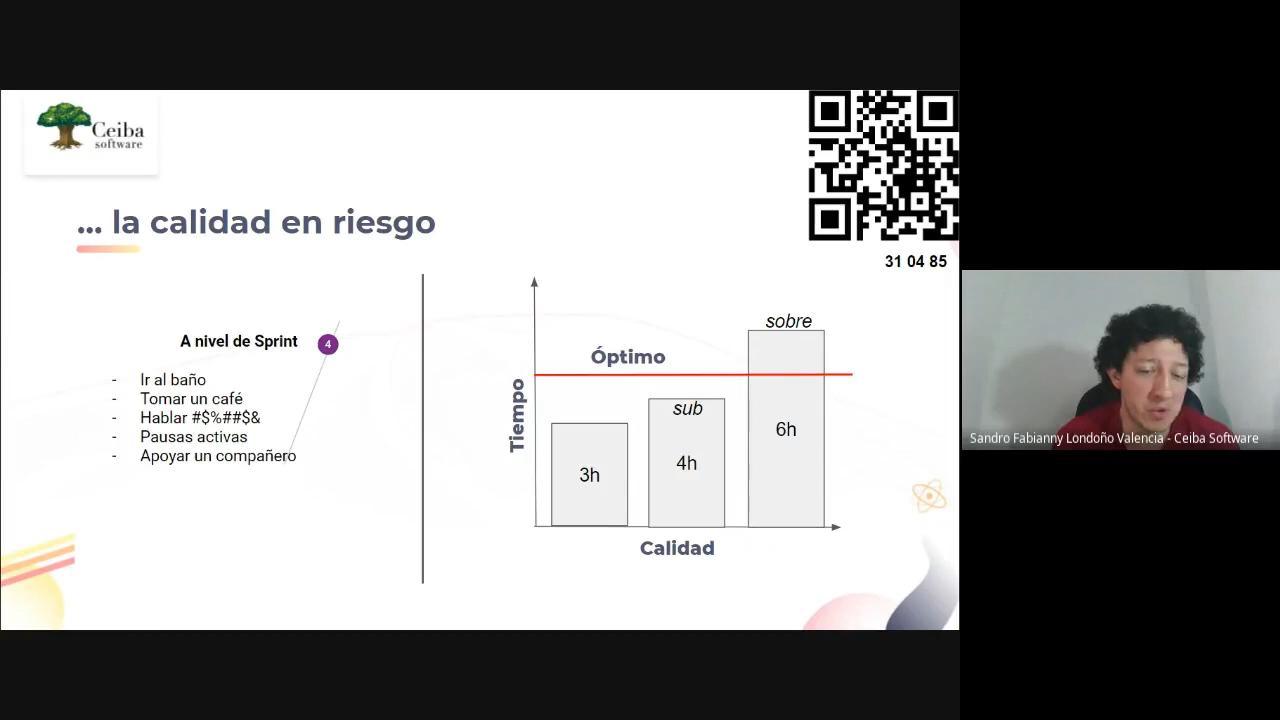 Ceiba
software
... la calidad en riesgo
31 04 85
A nivel de Sprint
4
- Ir al baño
- Tomar un café
- Hablar #$%##$&
- Pausas activas
- Apoyar un compañero
sobre
Óptimo
sub
Tiempo
3h
4h
6h
Calidad
Sandro Fabianny Londoño Valencia - Ceiba Software